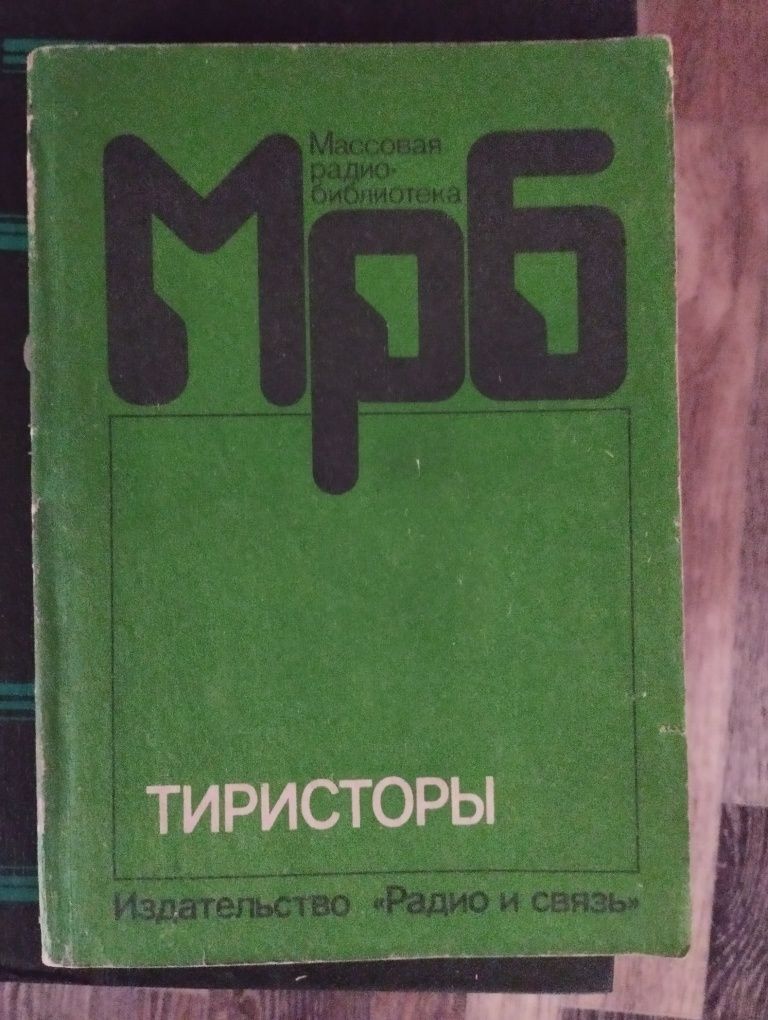 Мрб
Массовая
радио-
библиотека
ТИРИСТОРЫ
Издательство «Радио и связь»